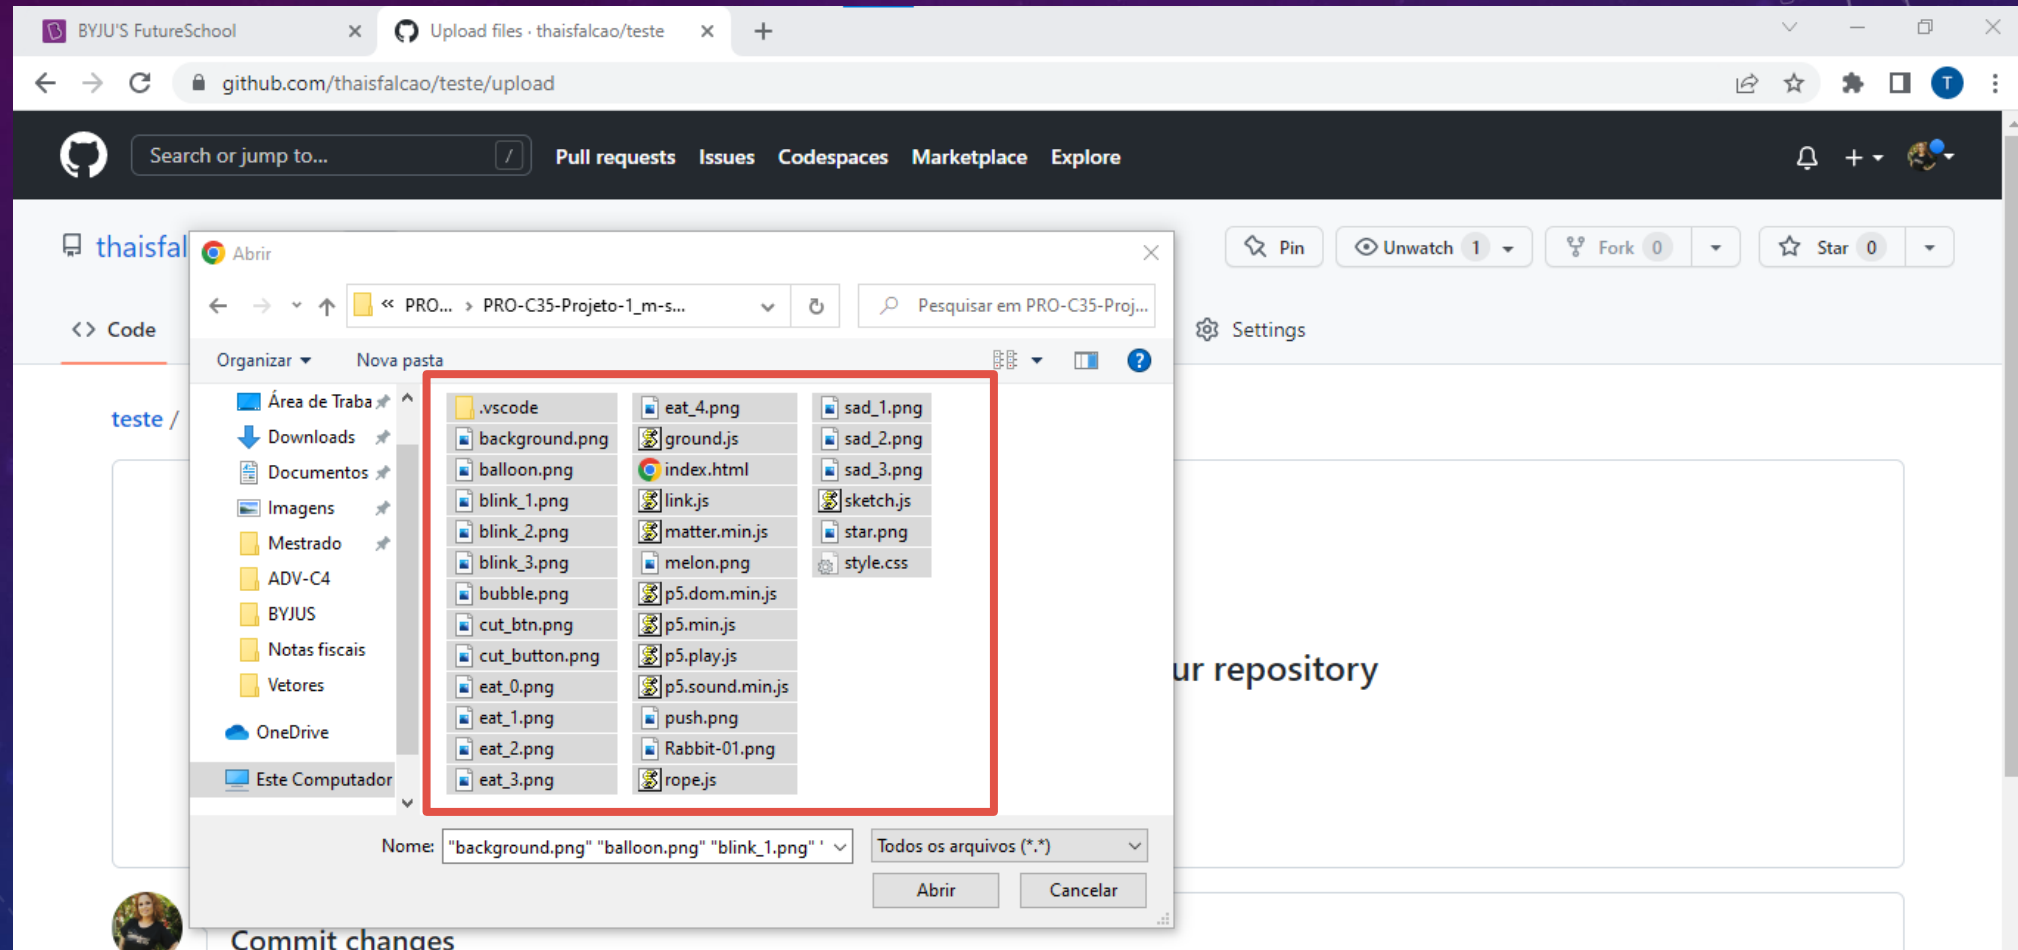 BYJU'S FutureSchool
Upload files · thaisfalcao/teste
github.com/thaisfalcao/teste/upload
T
Search or jump to...
/
Pull requests Issues Codespaces Marketplace Explore
thaisfal
Pin
Unwatch 1
Fork 0
Star 0
<> Code
Settings
teste /
Abrir
« PRO... › PRO-C35-Projeto-1_m-s...
Pesquisar em PRO-C35-Proj...
Organizar
Nova pasta
?
Área de Traba
Downloads
Documentos
Imagens
Mestrado
ADV-C4
BYJUS
Notas fiscais
Vetores
OneDrive
Este Computador
.vscode
background.png
balloon.png
blink_1.png
blink_2.png
blink_3.png
bubble.png
cut_btn.png
cut_button.png
eat_0.png
eat_1.png
eat_2.png
eat_3.png
eat_4.png
ground.js
index.html
link.js
matter.min.js
melon.png
p5.dom.min.js
p5.min.js
p5.play.js
p5.sound.min.js
push.png
Rabbit-01.png
rope.js
sad_1.png
sad_2.png
sad_3.png
sketch.js
star.png
style.css
Nome: "background.png" "balloon.png" "blink_1.png" '
Todos os arquivos (*.*)
Abrir
Cancelar
ur repository
Commit changes